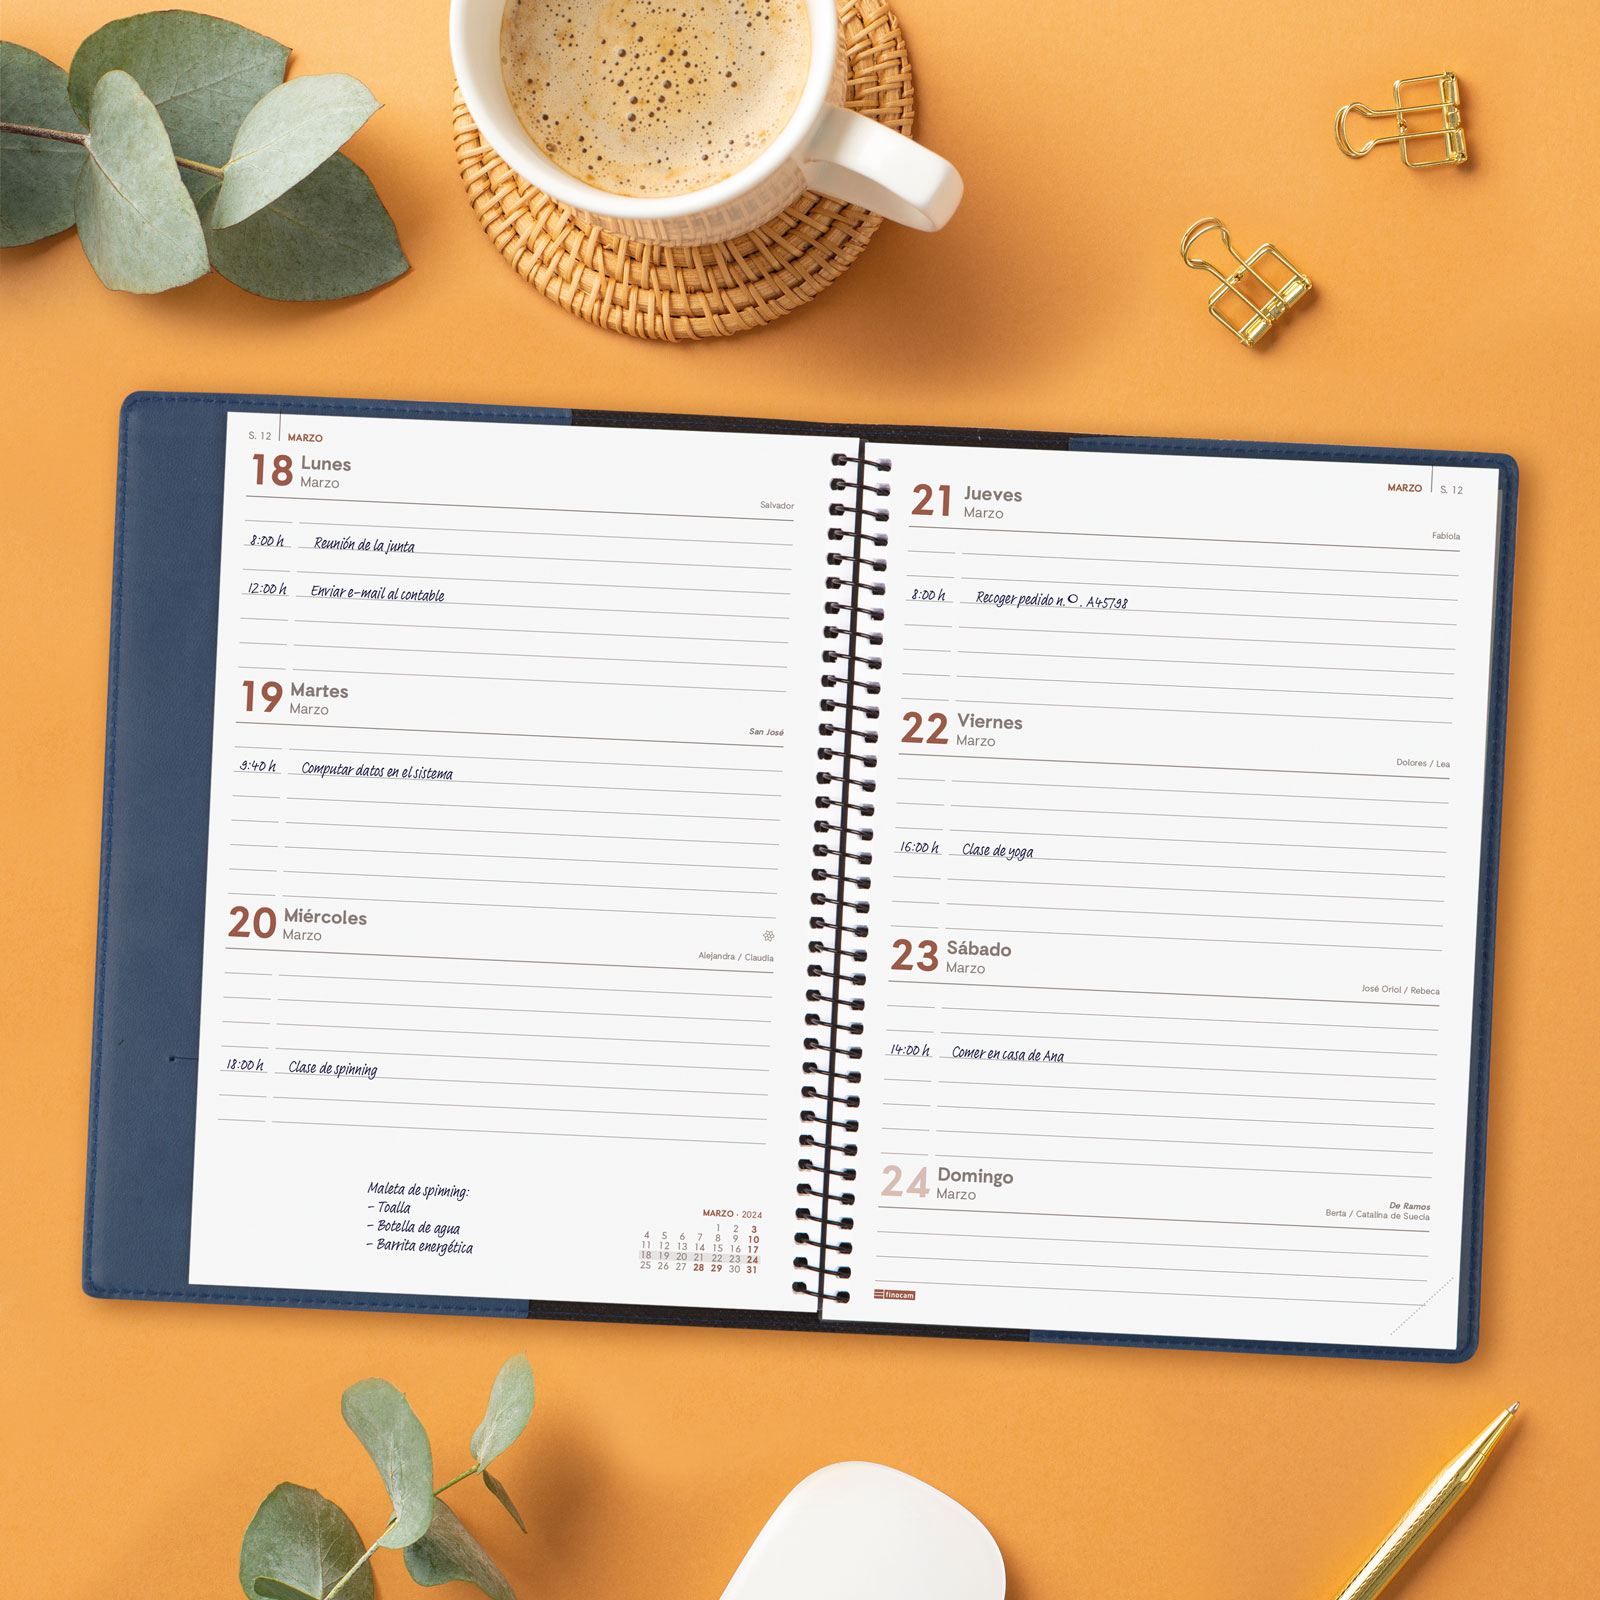 S. 12 MARZO
18 Lunes
Marzo
Salvador
8:00 h Reunión de la junta
12:00 h Enviar e-mail al contable
19 Martes
Marzo
San José
9:40 h Computar datos en el sistema
20 Miércoles
Marzo
Alejandra / Claudia
18:00 h Clase de spinning
Maleta de spinning:
- Toalla
- Botella de agua
- Barrita energética
MARZO · 2024
1 2 3
4 5 6 7 8 9 10
11 12 13 14 15 16 17
18 19 20 21 22 23 24
25 26 27 28 29 30 31
MARZO S. 12
21 Jueves
Marzo
Fabiola
8:00 h Recoger pedido n.º. A45798
22 Viernes
Marzo
Dolores / Lea
16:00 h Clase de yoga
23 Sábado
Marzo
José Oriol / Rebeca
14:00 h Comer en casa de Ana
24 Domingo
Marzo
De Ramos
Berta / Catalina de Suecia
finocam